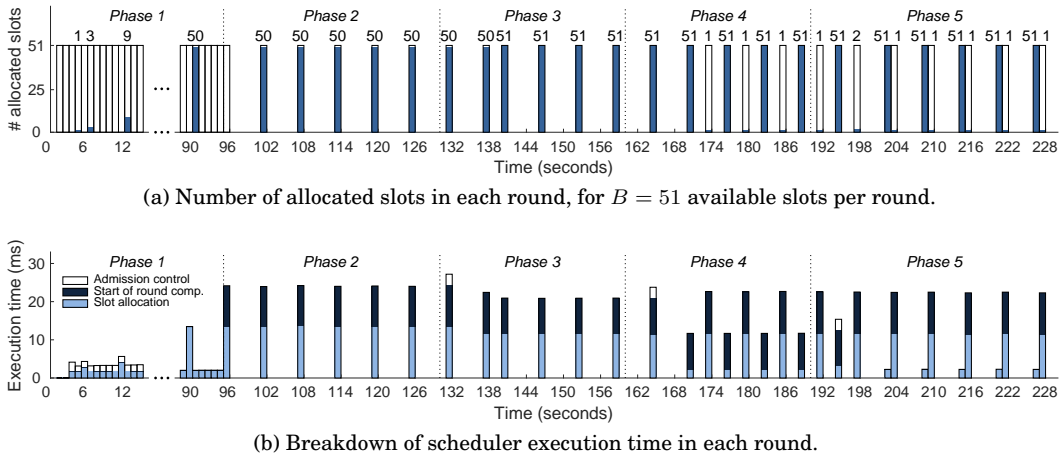 Phase 1 Phase 2 Phase 3 Phase 4 Phase 5
1 3 9 50 50 50 50 50 50 50 50 51 51 51 51 51 51 1 1 51 1 51 1 51 2 51 51 1 51 51 1 51 51 1 51 51 1
# allocated slots
51
25
0
...
0 6 12 90 96 102 108 114 120 126 132 138 144 150 156 162 168 174 180 186 192 198 204 210 216 222 228
Time (seconds)
(a) Number of allocated slots in each round, for B = 51 available slots per round.
Phase 1 Phase 2 Phase 3 Phase 4 Phase 5
Execution time (ms)
30
20
10
0
Admission control
Start of round comp.
Slot allocation
...
0 6 12 90 96 102 108 114 120 126 132 138 144 150 156 162 168 174 180 186 192 198 204 210 216 222 228
Time (seconds)
(b) Breakdown of scheduler execution time in each round.